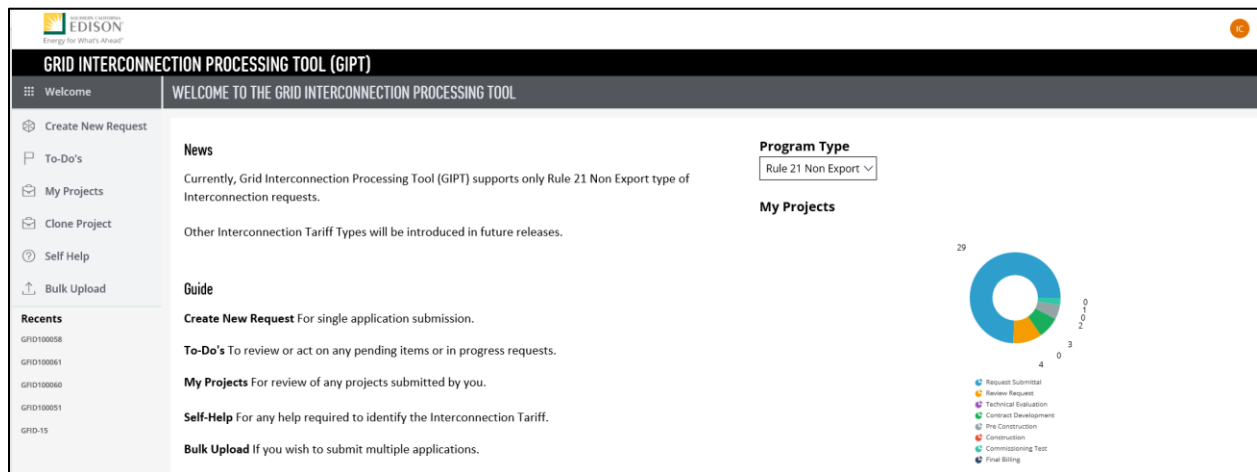 SOUTHERN CALIFORNIA
EDISON
Energy for What's Ahead
IC
GRID INTERCONNECTION PROCESSING TOOL (GIPT)
Welcome
WELCOME TO THE GRID INTERCONNECTION PROCESSING TOOL
Create New Request
To-Do's
My Projects
Clone Project
Self Help
Bulk Upload
Recents
GFID100058
GFID100061
GFID100060
GFID100051
GFID-15
News
Currently, Grid Interconnection Processing Tool (GIPT) supports only Rule 21 Non Export type of
Interconnection requests.
Other Interconnection Tariff Types will be introduced in future releases.
Guide
Create New Request For single application submission.
To-Do's To review or act on any pending items or in progress requests.
My Projects For review of any projects submitted by you.
Self-Help For any help required to identify the Interconnection Tariff.
Bulk Upload If you wish to submit multiple applications.
Program Type
Rule 21 Non Export
My Projects
29
0
1
0
2
3
0
4
Request Submittal
Review Request
Technical Evaluation
Contract Development
Pre Construction
Construction
Commissioning Test
Final Billing